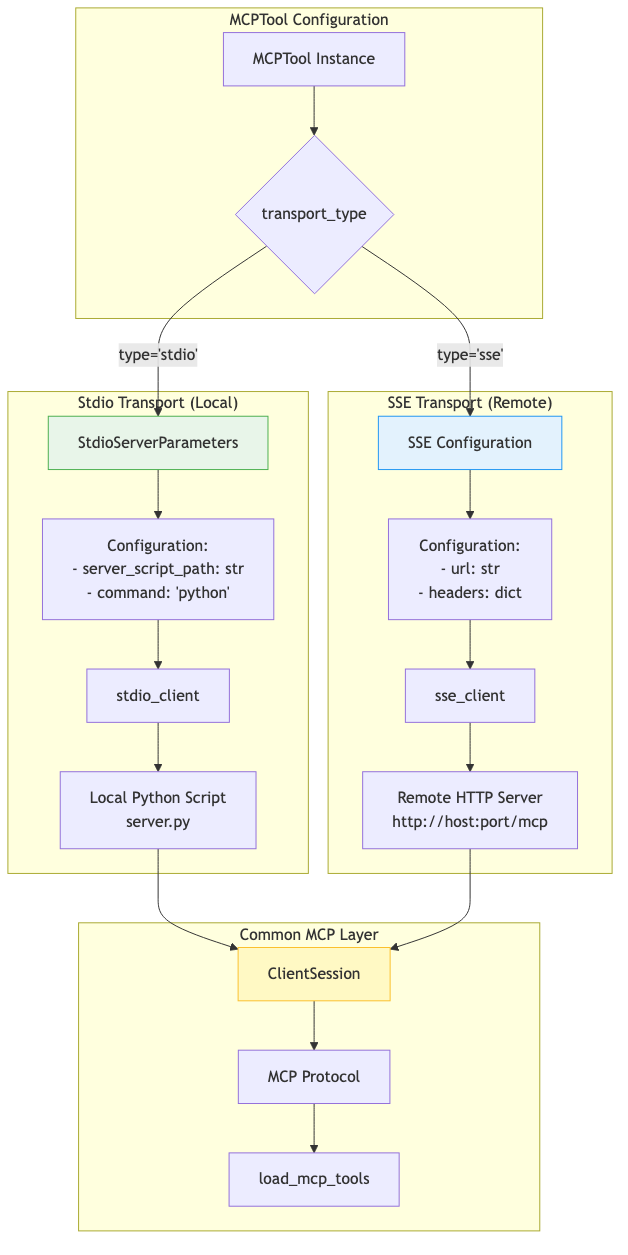 MCPTool Configuration
MCPTool Instance
transport_type
type='stdio'
type='sse'
Stdio Transport (Local)
StdioServerParameters
Configuration:
- server_script_path: str
- command: 'python'
stdio_client
Local Python Script
server.py
SSE Transport (Remote)
SSE Configuration
Configuration:
- url: str
- headers: dict
sse_client
Remote HTTP Server
http://host:port/mcp
Common MCP Layer
ClientSession
MCP Protocol
load_mcp_tools